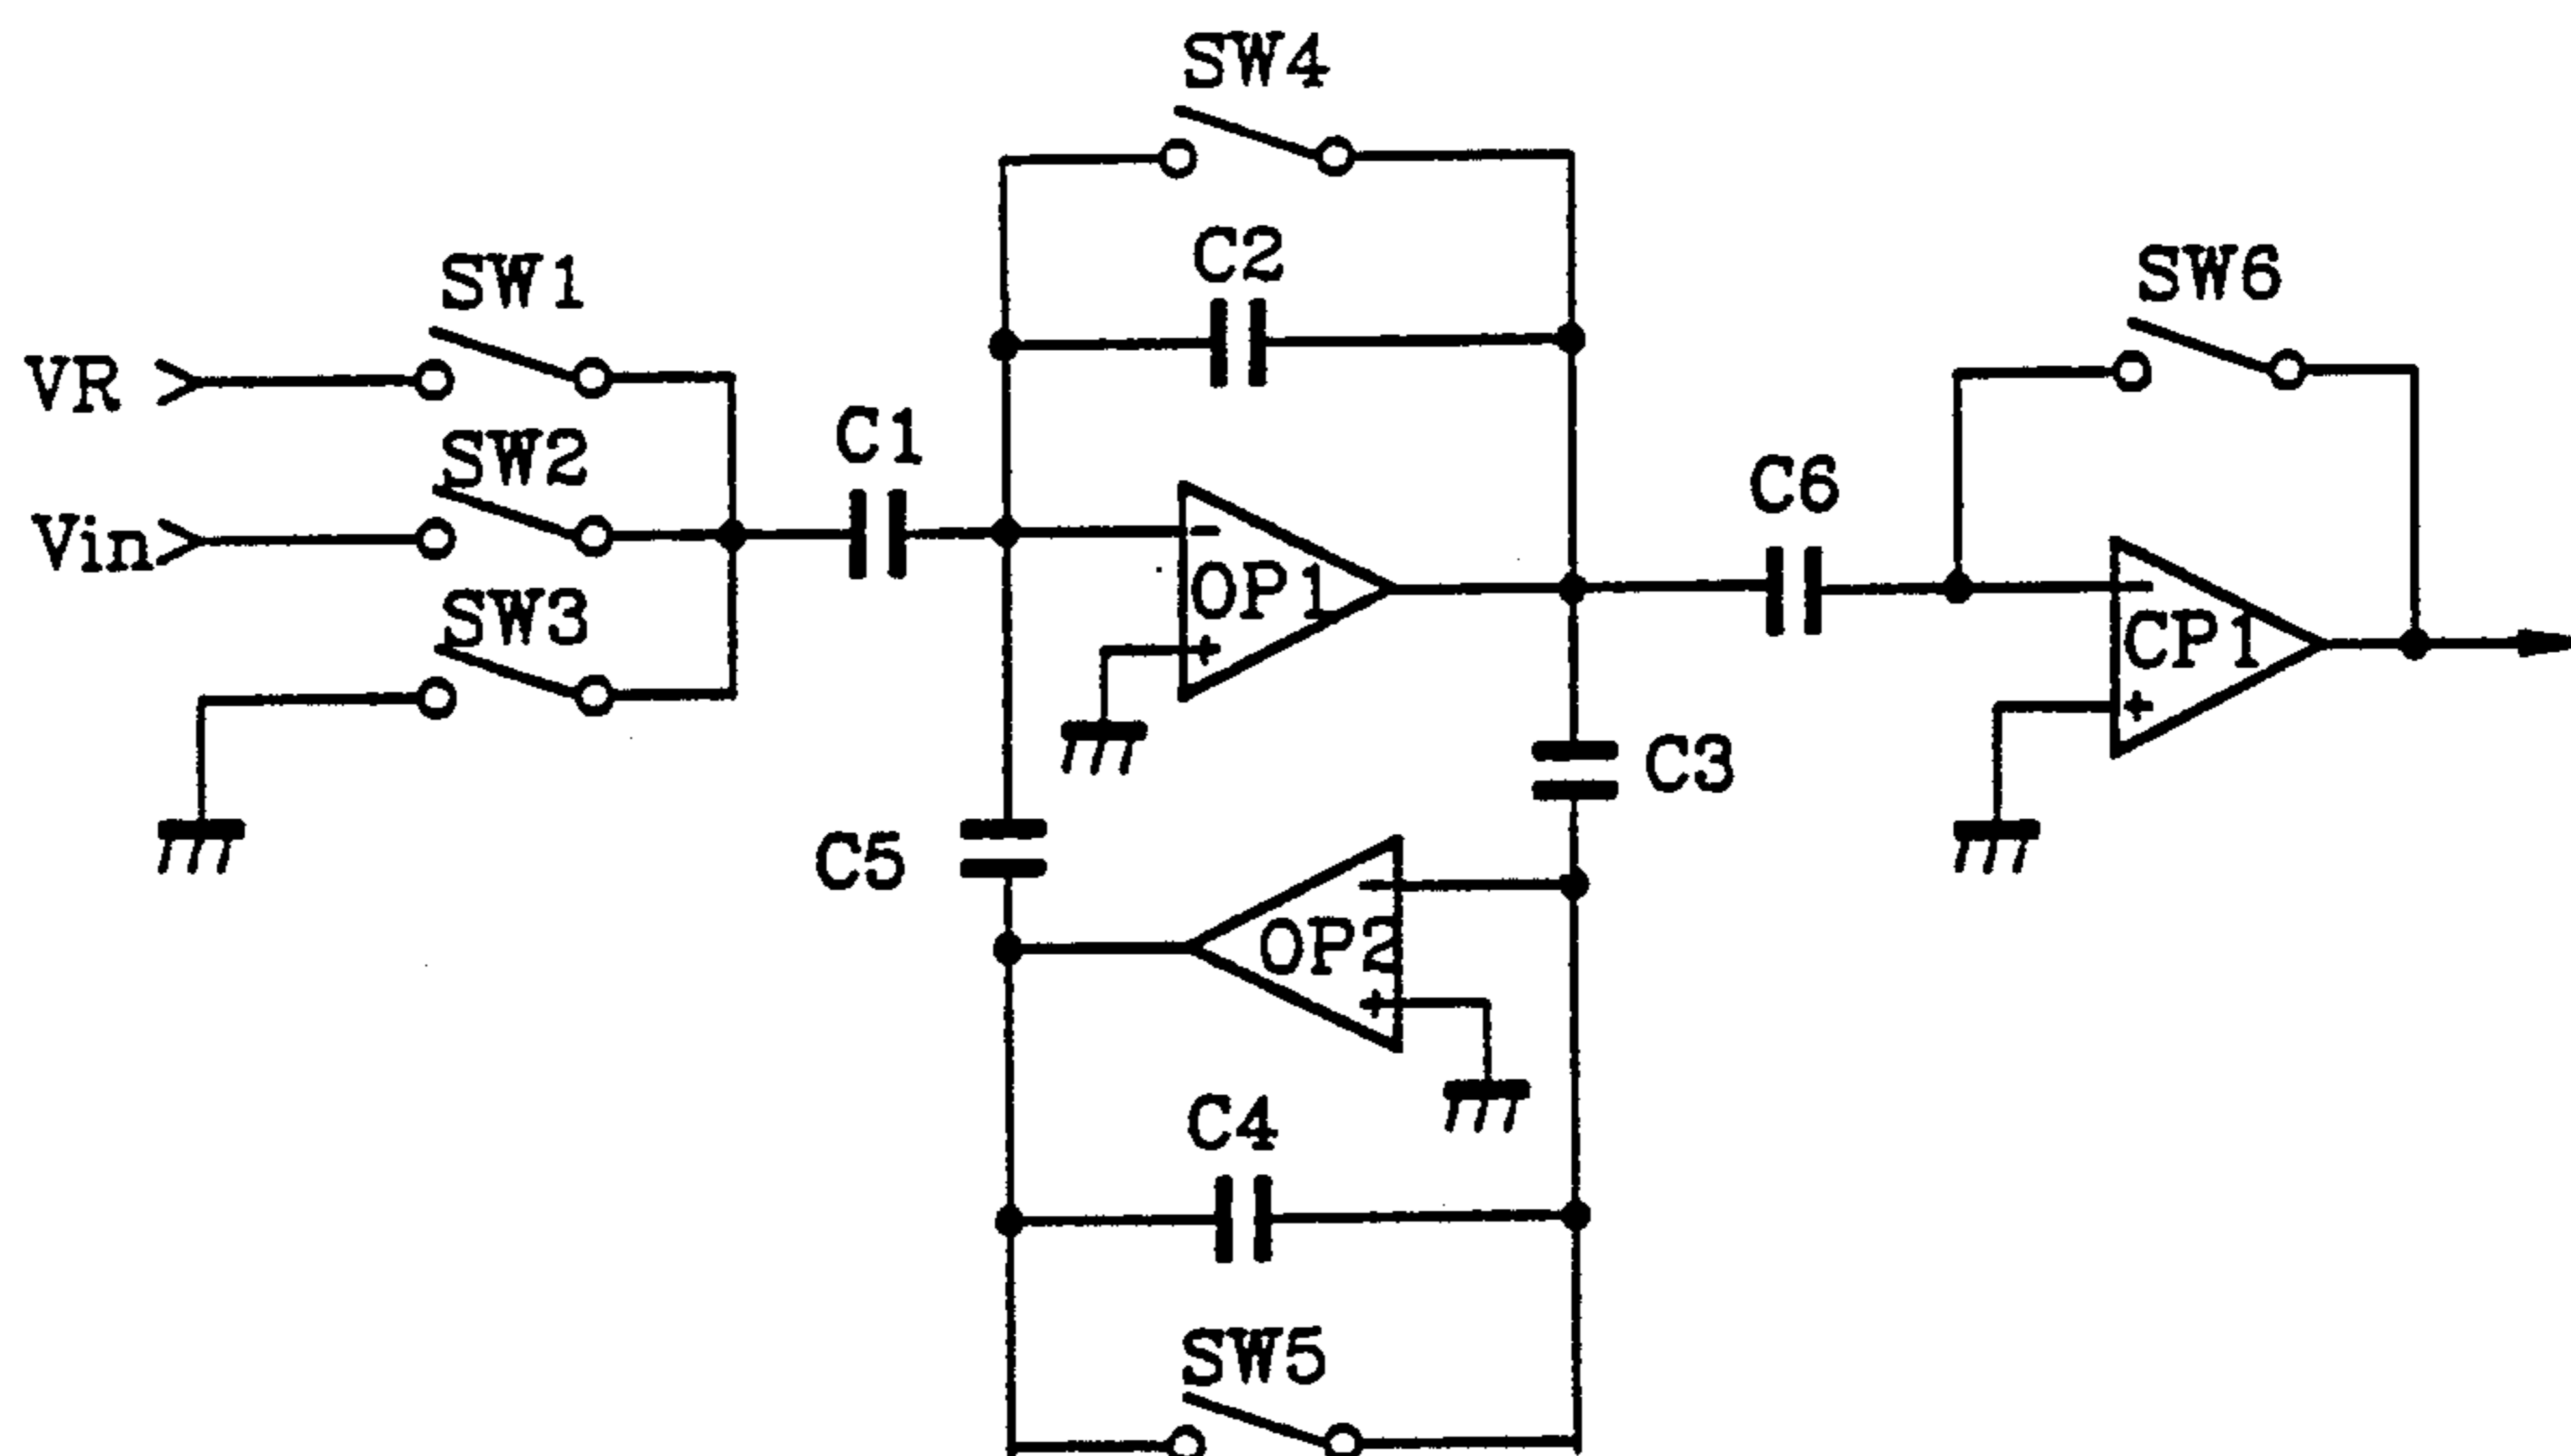 SW4
C2
SW1
SW6
VR
SW2
C1
C6
Vin
-
-
OP1
SW3
CP1
+
+
C3
C5
-
OP2
+
C4
SW5